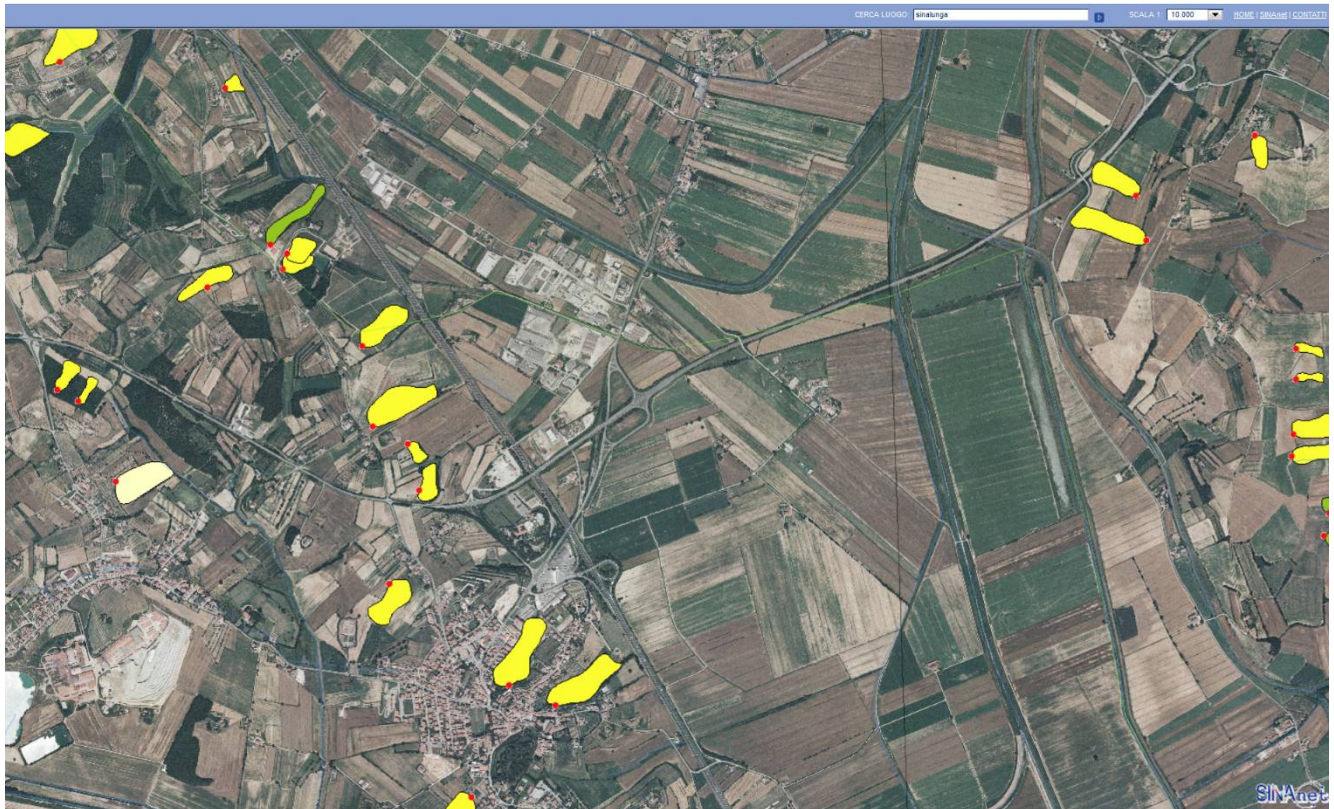 CERCA LUOGO: sinalunga SCALA 1: 10.000 HOME | SINAnet | CONTATTI
SINAnet